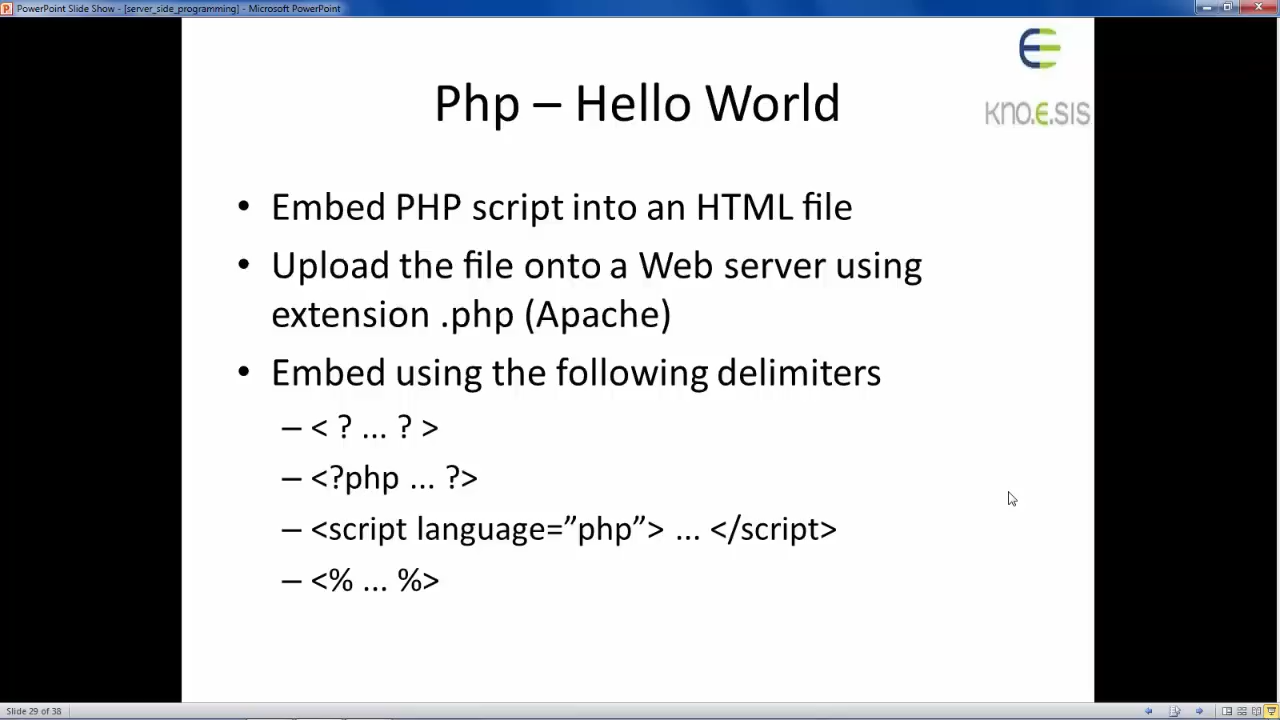 PowerPoint Slide Show - [server_side_programming] - Microsoft PowerPoint
Php – Hello World
kno.e.sis
• Embed PHP script into an HTML file
• Upload the file onto a Web server using
extension .php (Apache)
• Embed using the following delimiters
– < ? ... ? >
– <?php ... ?>
– <script language=”php”> ... </script>
– <% ... %>
Slide 29 of 38